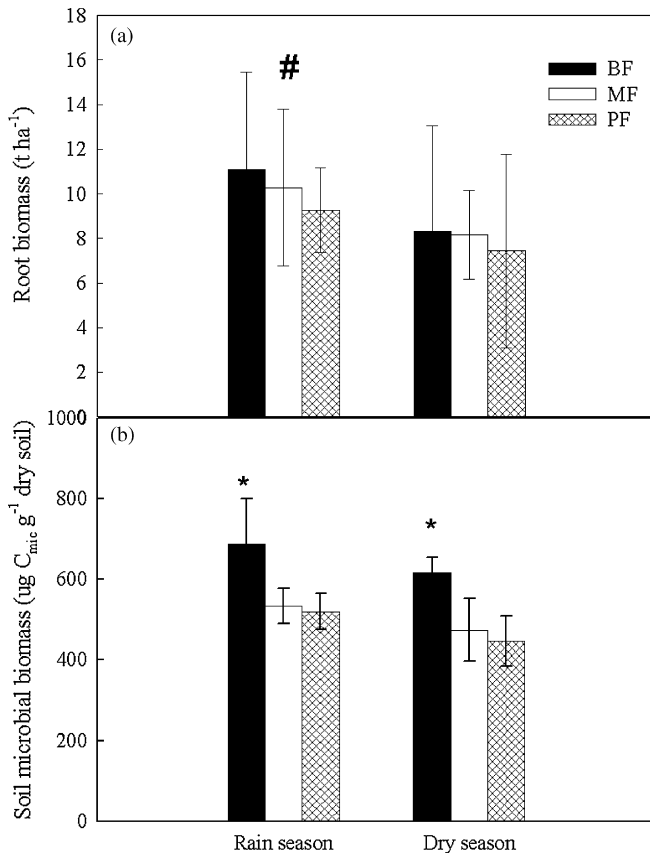 (a)
#
BF
MF
PF
18
16
14
12
10
8
6
4
2
0
Root biomass (t ha⁻¹)
(b)
*
*
1000
800
600
400
200
0
Soil microbial biomass (ug Cmic g⁻¹ dry soil)
Rain season
Dry season